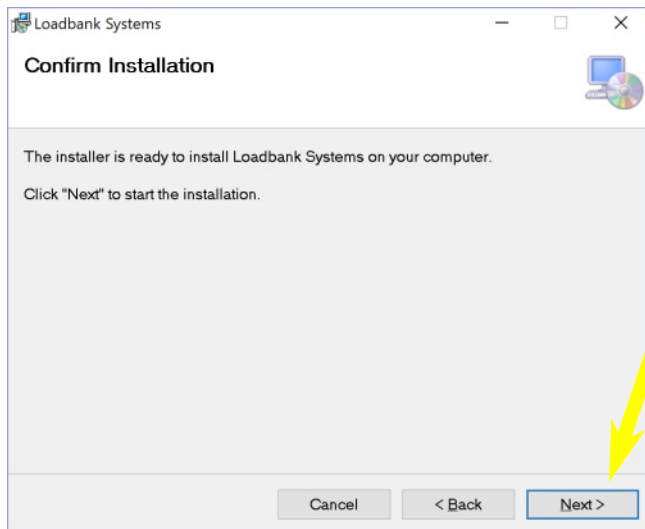 Loadbank Systems
Confirm Installation
The installer is ready to install Loadbank Systems on your computer.
Click "Next" to start the installation.
Cancel
< Back
Next >